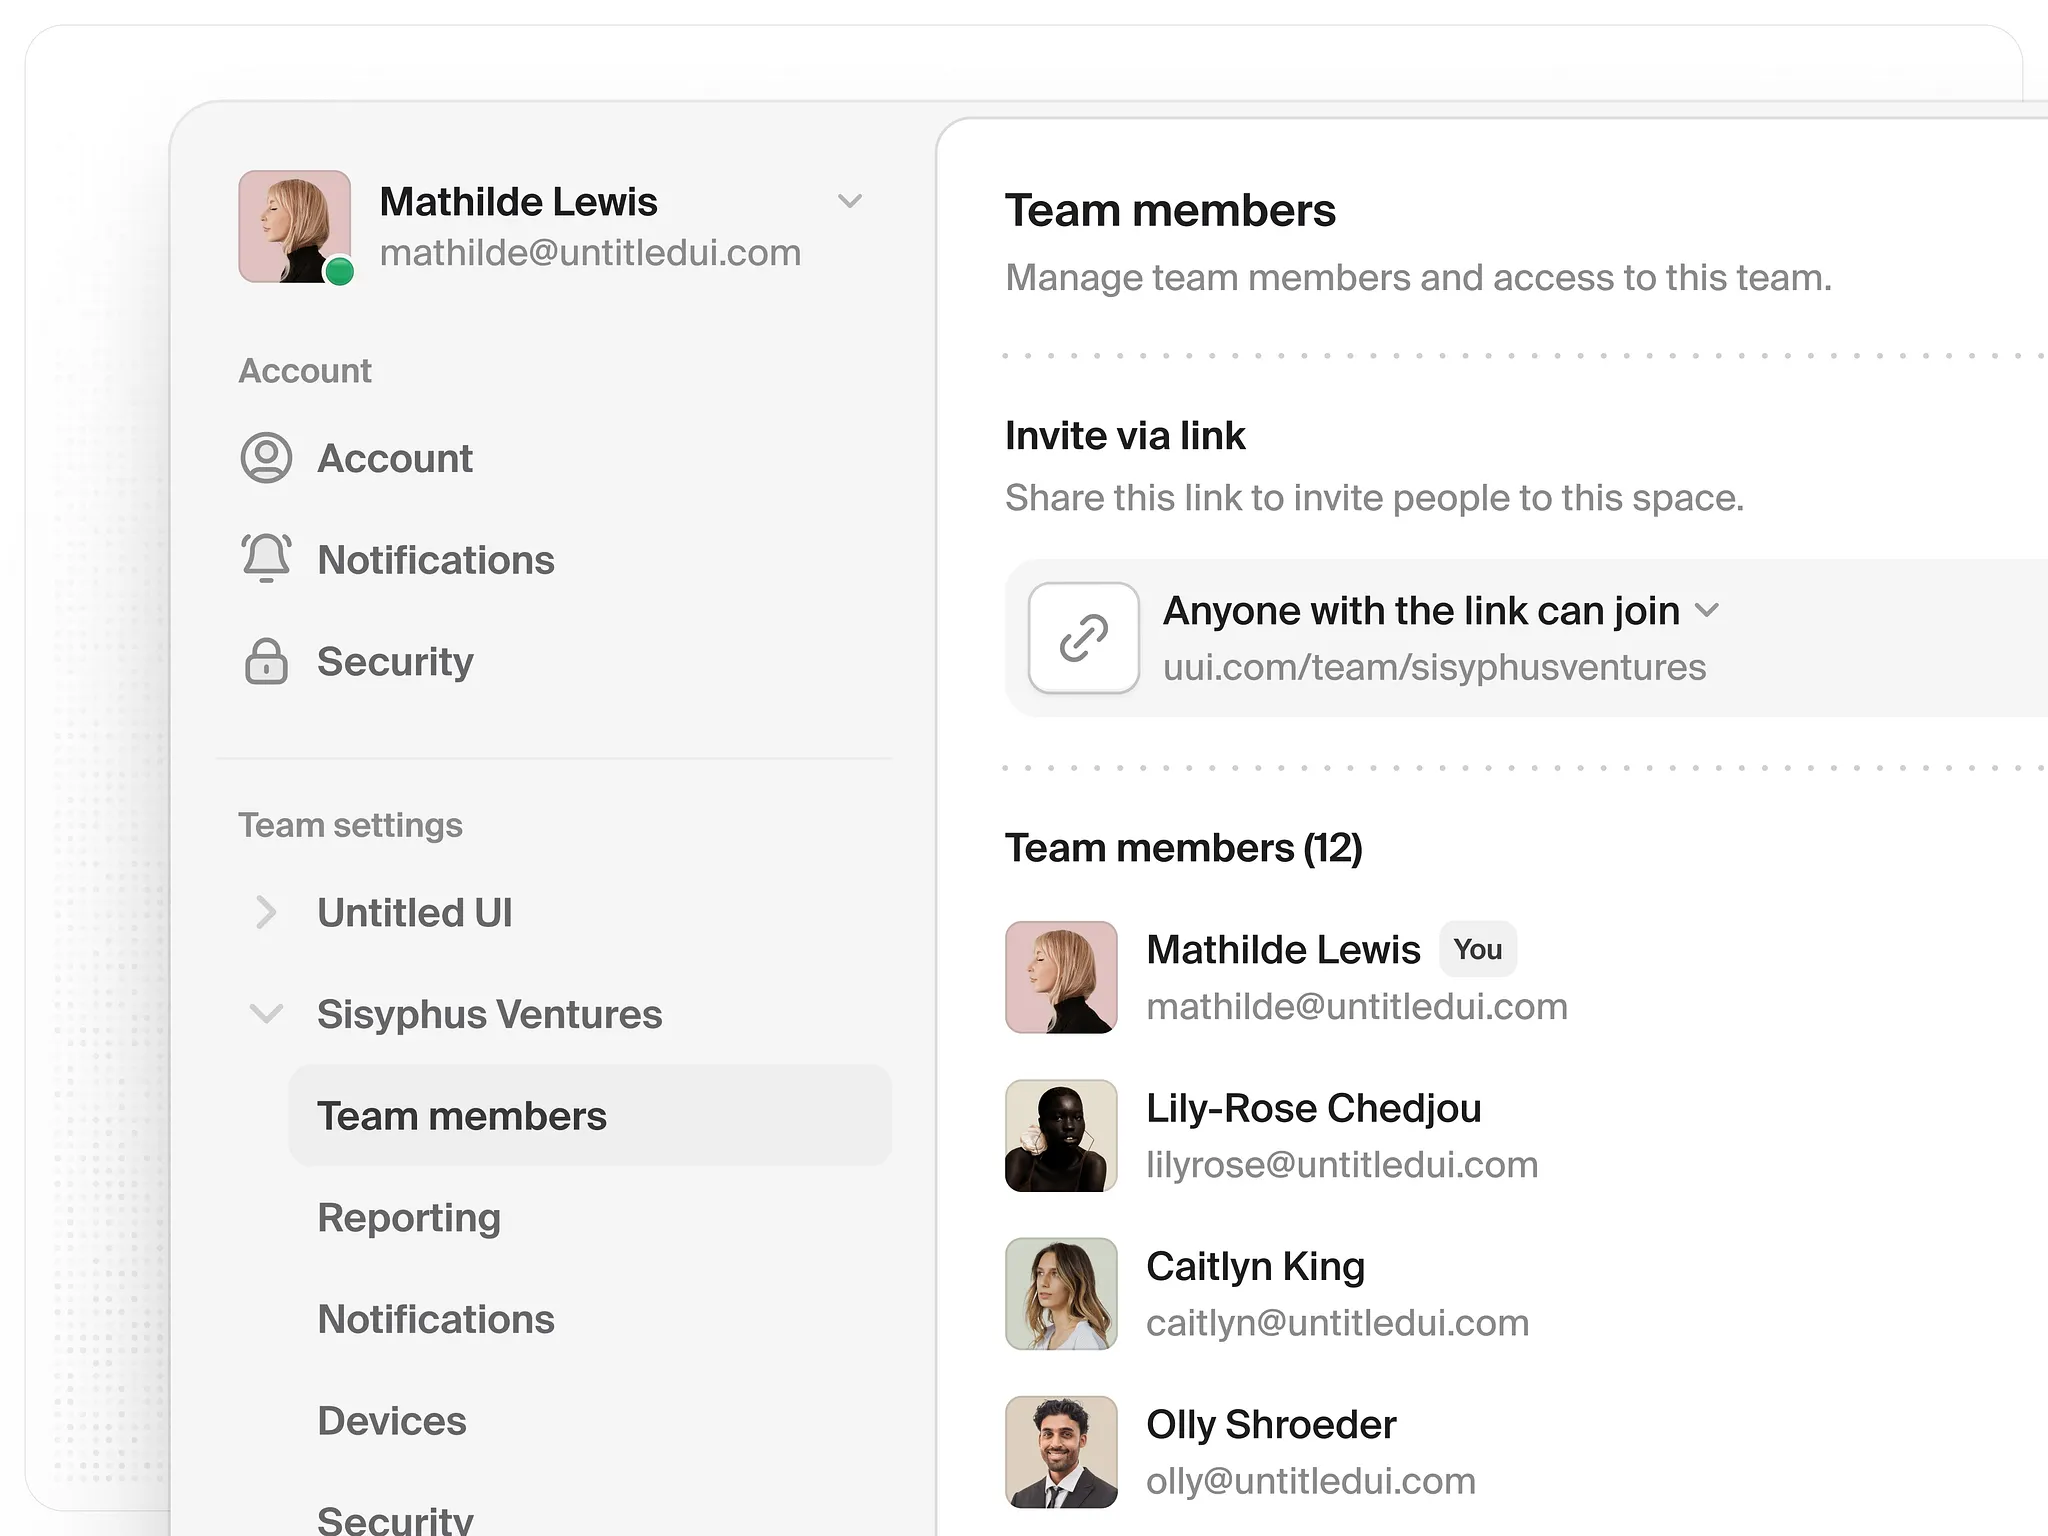 Mathilde Lewis
mathilde@untitledui.com
Account
Account
Notifications
Security
Team settings
Untitled UI
Sisyphus Ventures
Team members
Reporting
Notifications
Devices
Security
Team members
Manage team members and access to this team.
Invite via link
Share this link to invite people to this space.
Anyone with the link can join
uui.com/team/sisyphusventures
Team members (12)
Mathilde Lewis You
mathilde@untitledui.com
Lily-Rose Chedjou
lilyrose@untitledui.com
Caitlyn King
caitlyn@untitledui.com
Olly Shroeder
olly@untitledui.com